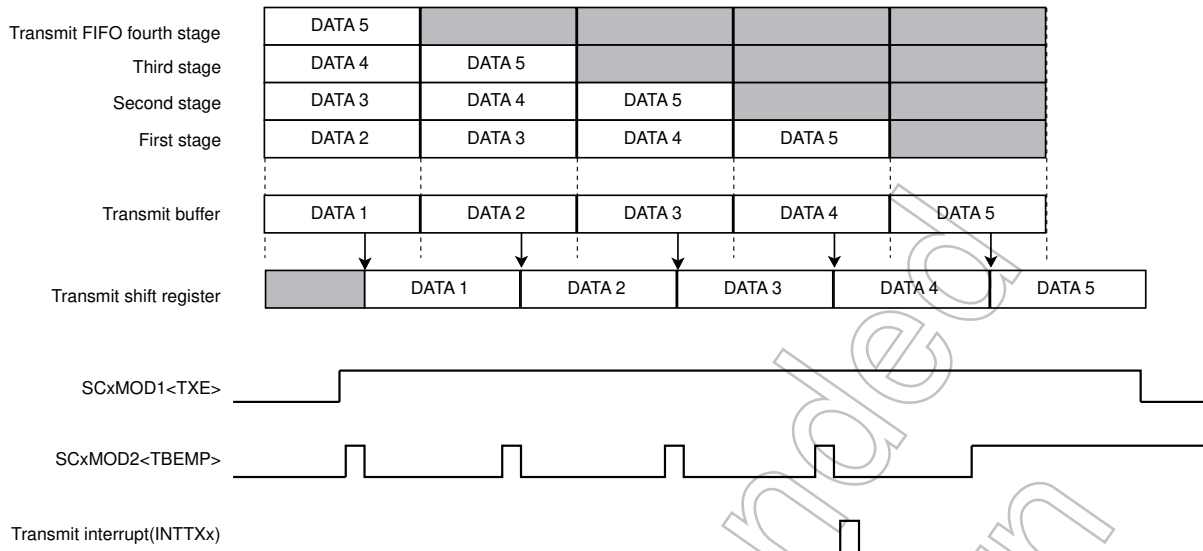 Transmit FIFO fourth stage DATA 5
Third stage DATA 4 DATA 5
Second stage DATA 3 DATA 4 DATA 5
First stage DATA 2 DATA 3 DATA 4 DATA 5
Transmit buffer DATA 1 DATA 2 DATA 3 DATA 4 DATA 5
Transmit shift register DATA 1 DATA 2 DATA 3 DATA 4 DATA 5
SCxMOD1<TXE>
SCxMOD2<TBEMP>
Transmit interrupt(INTTXx)